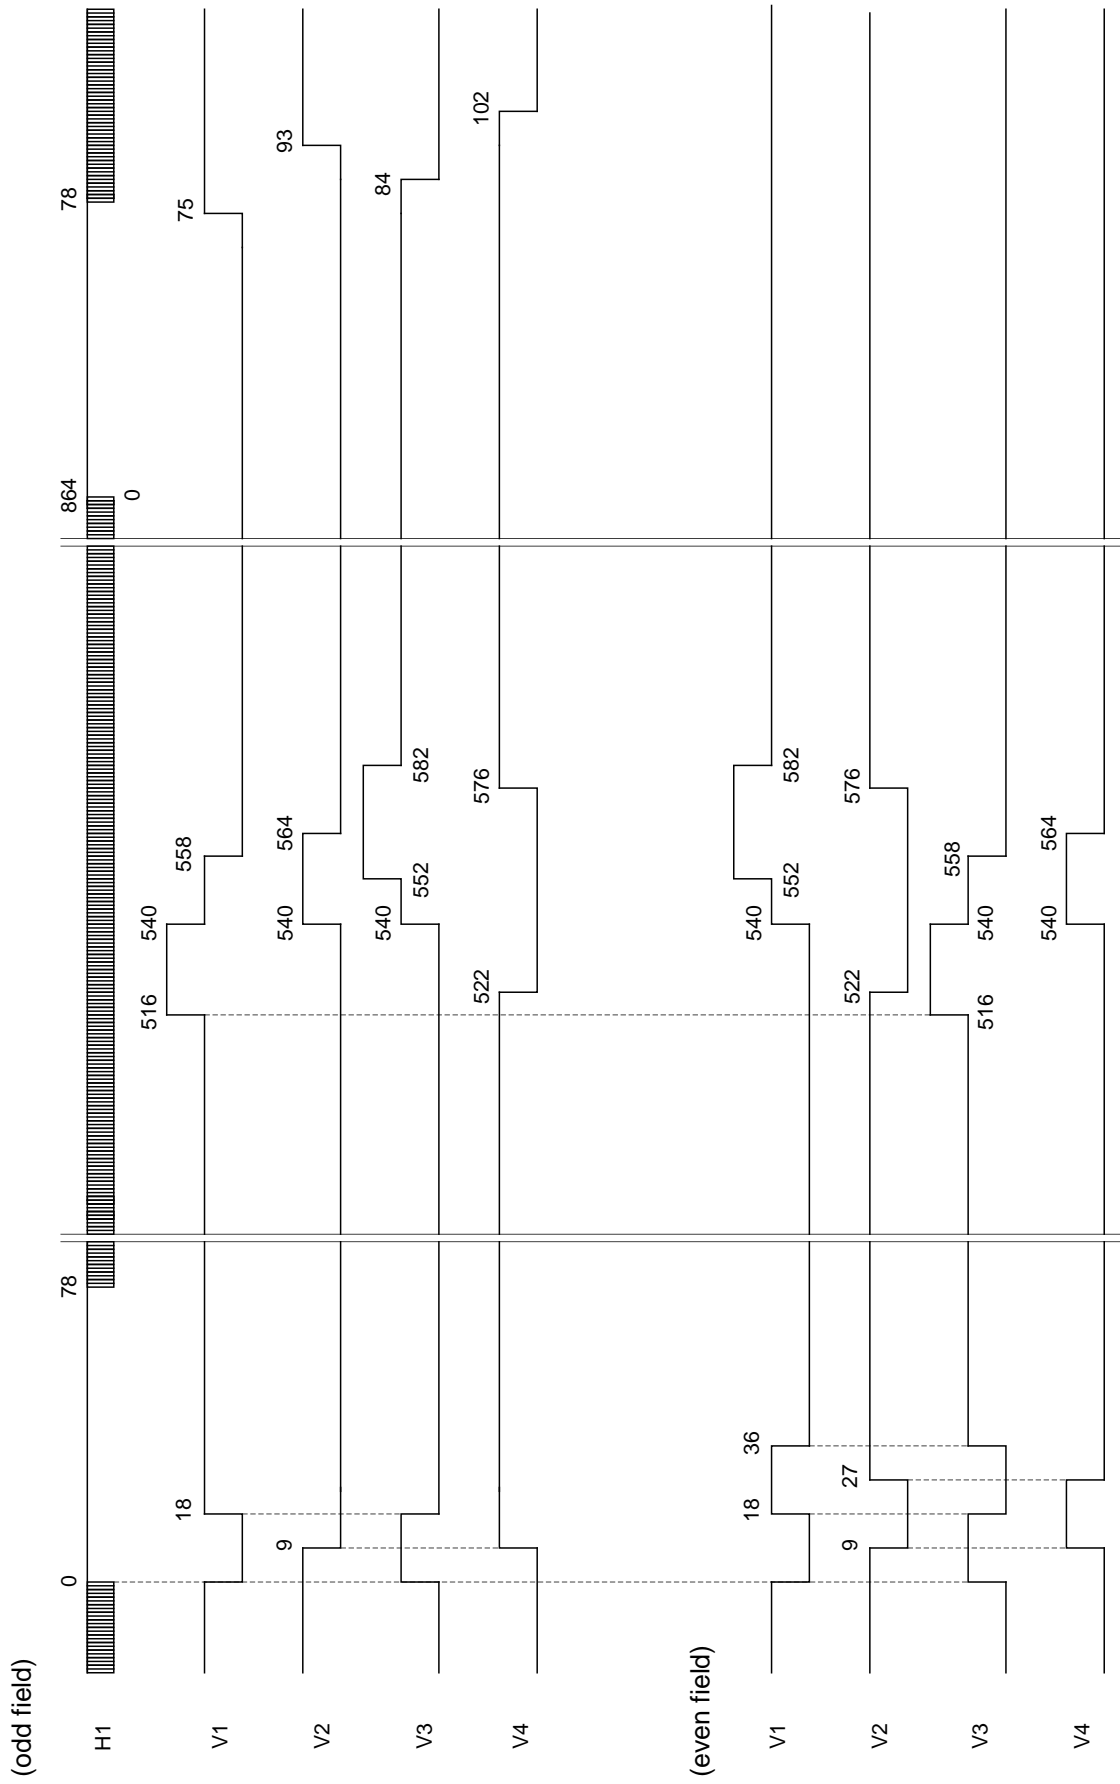 (odd field)
0 78 864 78
H1
0
516 540
18 558 75
V1
9 540 564 93
V2
540 84
V3 552 582
522 576 102
V4
(even field)
18 36 540
V1 552 582
9 27 522 576
V2
558
V3 516 540
540 564
V4